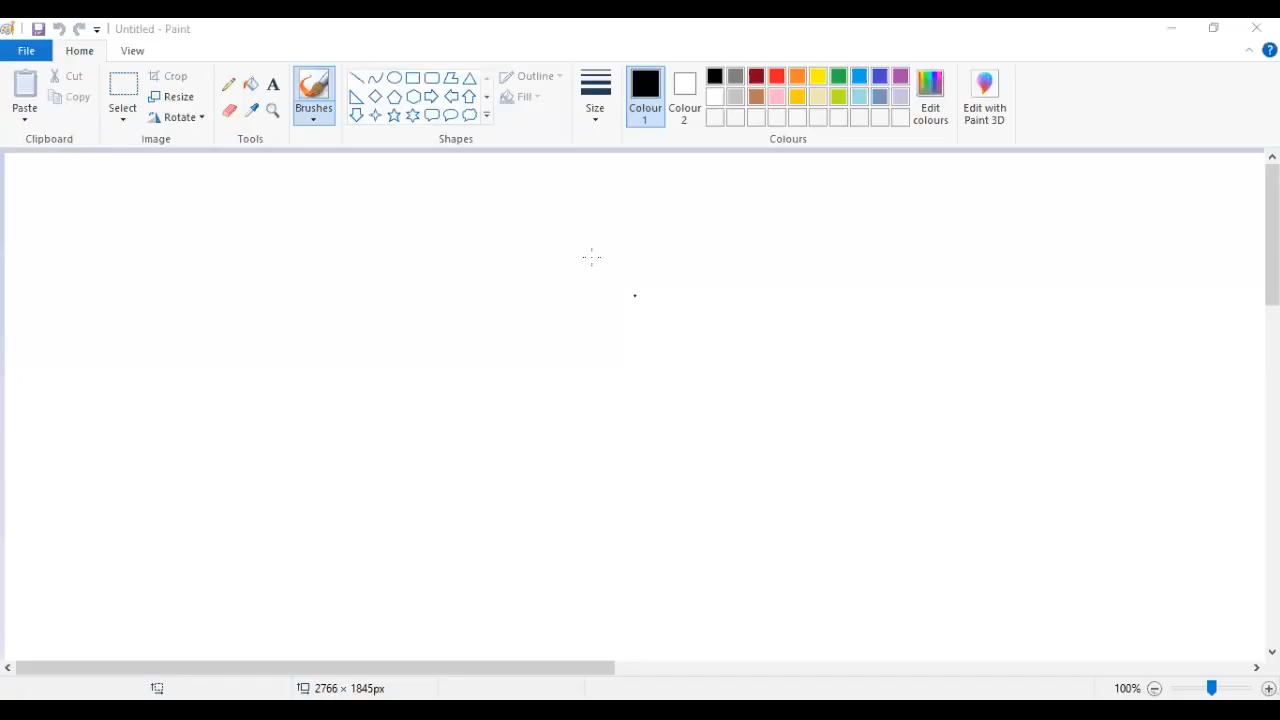 Untitled - Paint
File
Home
View
Paste
Cut
Copy
Clipboard
Select
Crop
Resize
Rotate
Image
A
Tools
Brushes
Outline
Fill
Shapes
Size
Colour
1
Colour
2
Colours
Edit
colours
Edit with
Paint 3D
2766 × 1845px
100%